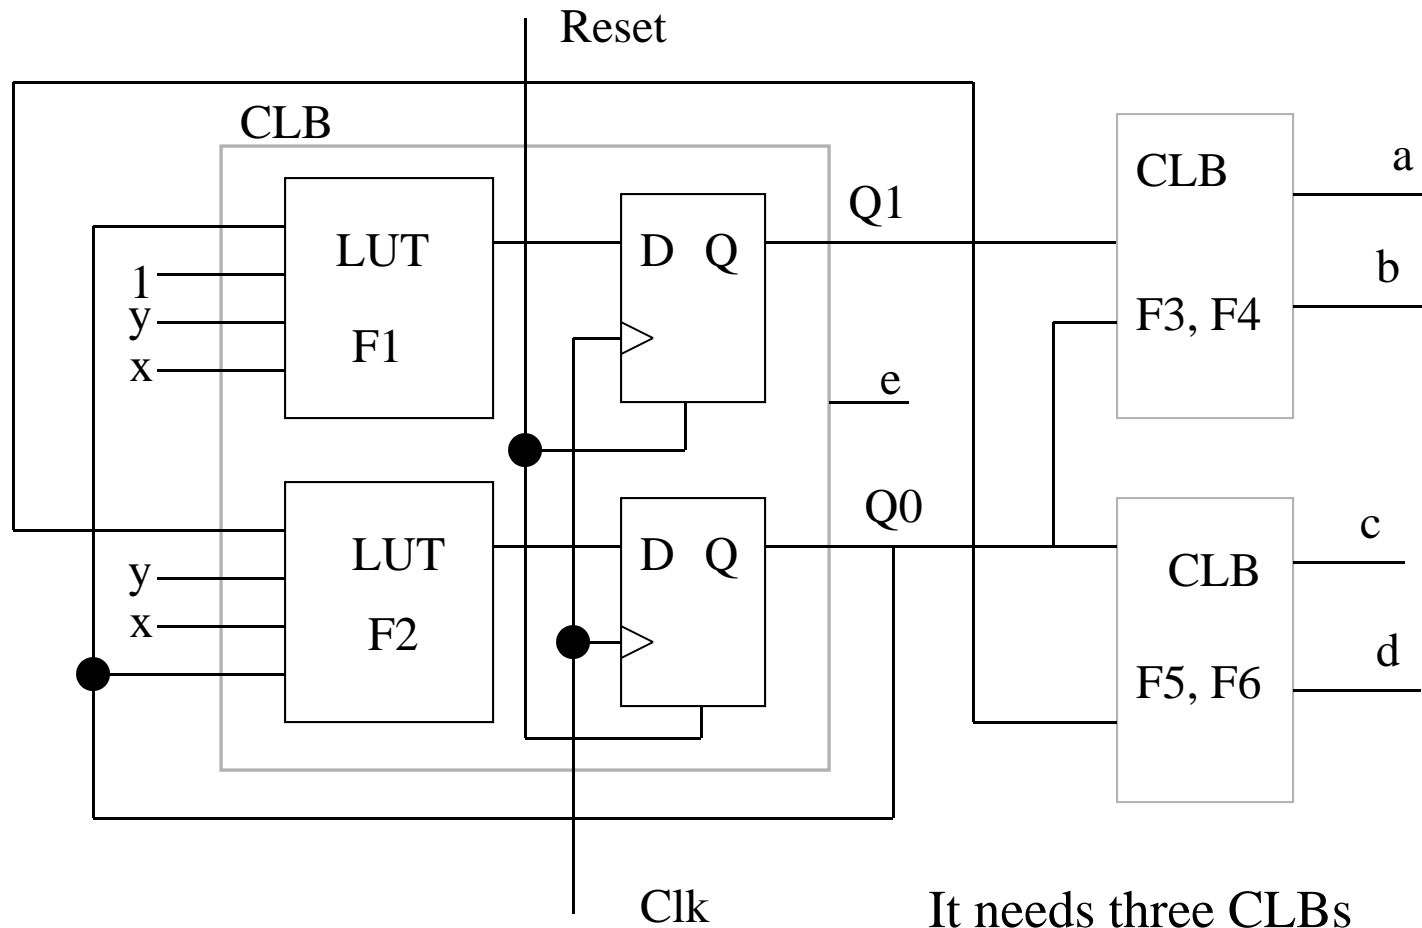 Reset
CLB
LUT
F1
1
y
x
D Q
Q1
e
LUT
F2
y
x
D Q
Q0
CLB
F3, F4
a
b
CLB
F5, F6
c
d
Clk
It needs three CLBs